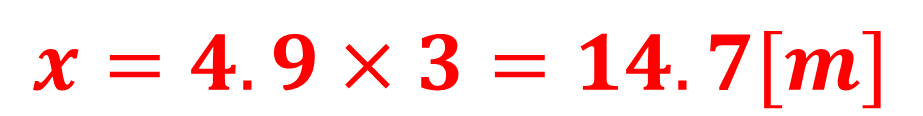 x = 4.9 × 3 = 14.7[m]